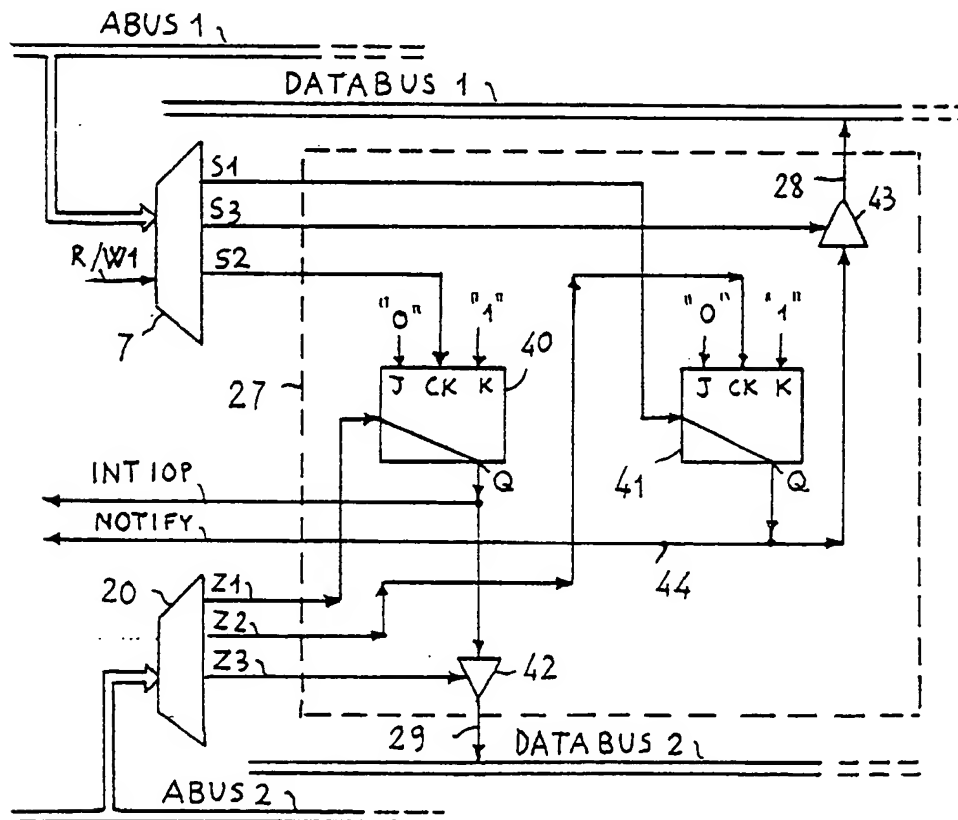 ABUS 1
DATABUS 1
S1
28
43
S3
R/W1
S2
"0"
"1"
"0"
"1"
7
40
J CK K
J CK K
27
INT IOP
Q
41
Q
NOTIFY
44
20
Z1
Z2
Z3
42
29
DATABUS 2
ABUS 2